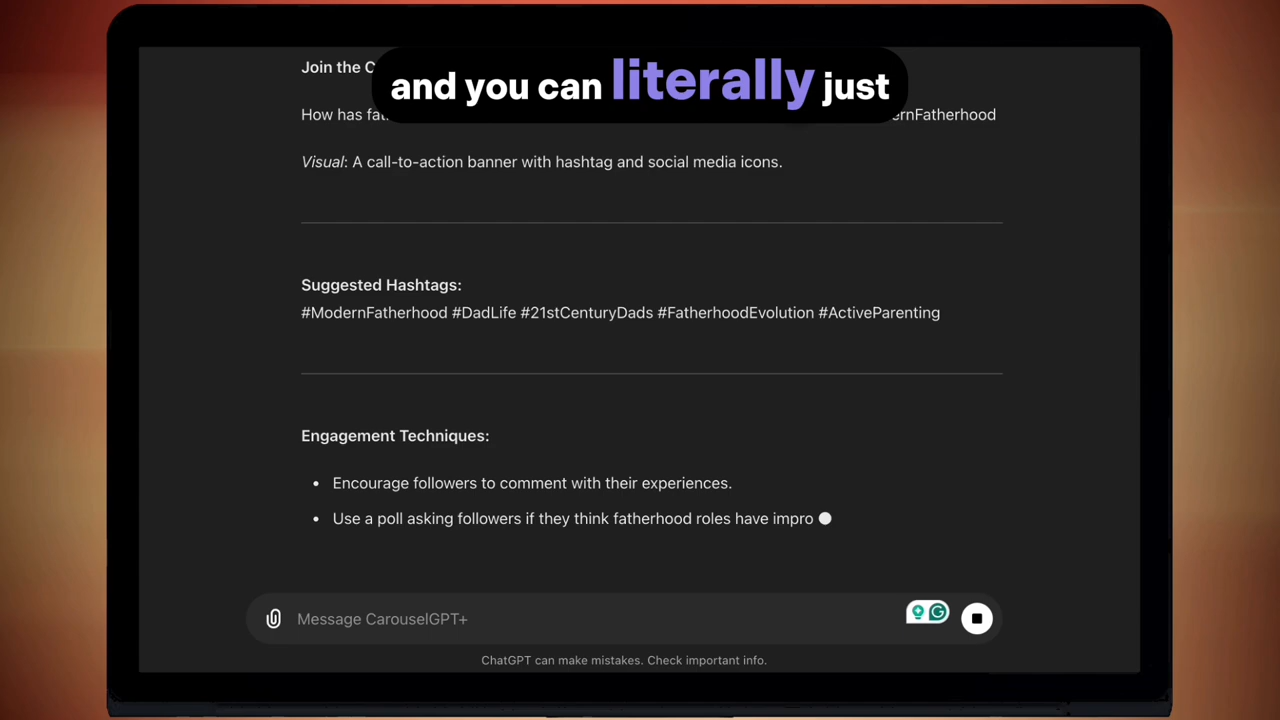 and you can literally just
Join the C
How has fat ernFatherhood
Visual: A call-to-action banner with hashtag and social media icons.
Suggested Hashtags:
#ModernFatherhood #DadLife #21stCenturyDads #FatherhoodEvolution #ActiveParenting
Engagement Techniques:
• Encourage followers to comment with their experiences.
• Use a poll asking followers if they think fatherhood roles have impro
Message CarouselGPT+
ChatGPT can make mistakes. Check important info.